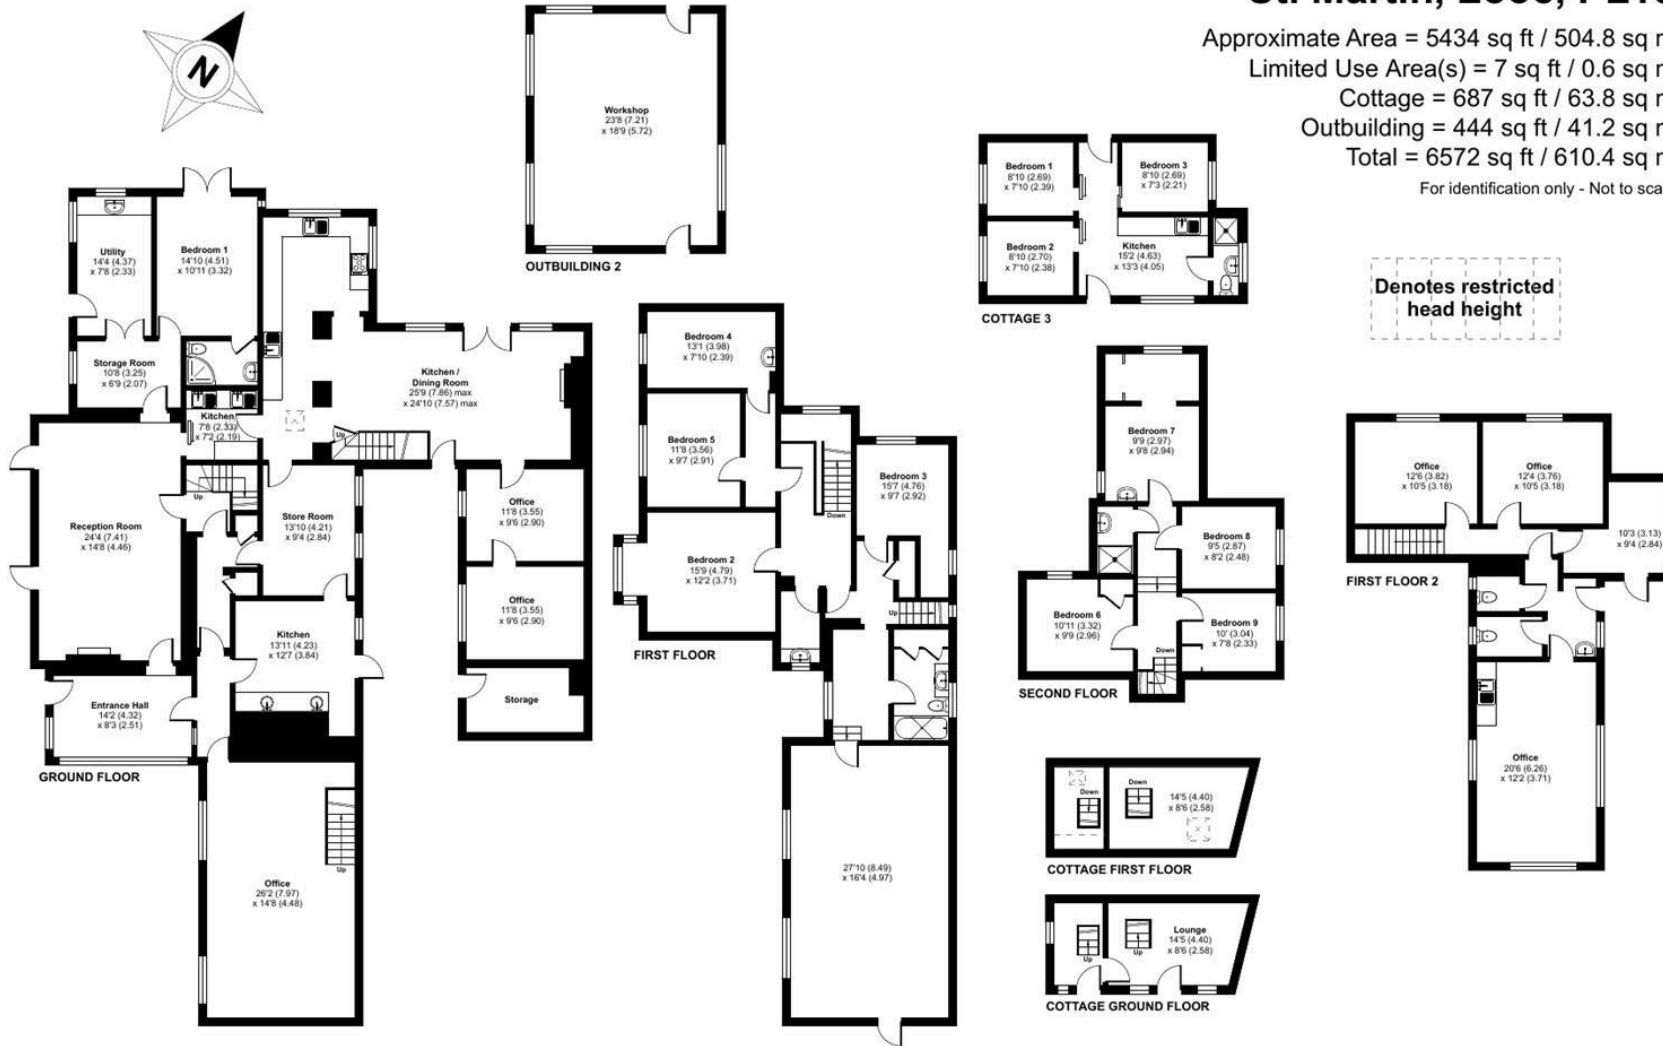 St. Martin,
Approximate Area = 5434 sq ft / 504.8 sq
Limited Use Area(s) = 7 sq ft / 0.6 sq
Cottage = 687 sq ft / 63.8 sq
Outbuilding = 444 sq ft / 41.2 sq
Total = 6572 sq ft / 610.4 sq
For identification only - Not to
N
Denotes restricted
head height
Workshop
23'8 (7.21)
x 18'9 (5.72)
OUTBUILDING 2
Bedroom 1
8'10 (2.69)
x 7'10 (2.39)
Bedroom 3
8'10 (2.69)
x 7'3 (2.21)
Bedroom 2
8'10 (2.70)
x 7'10 (2.38)
Kitchen
15'2 (4.63)
x 13'3 (4.05)
COTTAGE 3
Utility
14'4 (4.37)
x 7'8 (2.33)
Bedroom 1
14'10 (4.51)
x 10'11 (3.32)
Storage Room
10'8 (3.25)
x 6'9 (2.07)
Kitchen
7'8 (2.33)
x 7'2 (2.19)
Kitchen /
Dining Room
25'9 (7.86) max
x 24'10 (7.57) max
Up
Up
Reception Room
24'4 (7.41)
x 14'8 (4.46)
Store Room
13'10 (4.21)
x 9'4 (2.84)
Office
11'8 (3.55)
x 9'6 (2.90)
Office
11'8 (3.55)
x 9'6 (2.90)
Kitchen
13'11 (4.23)
x 12'7 (3.84)
Storage
Entrance Hall
14'2 (4.32)
x 8'3 (2.51)
GROUND FLOOR
Office
26'2 (7.97)
x 14'8 (4.48)
Up
Bedroom 4
13'1 (3.98)
x 7'10 (2.39)
Bedroom 5
11'8 (3.56)
x 9'7 (2.91)
Bedroom 3
15'7 (4.76)
x 9'7 (2.92)
Down
Bedroom 2
15'9 (4.79)
x 12'2 (3.71)
Up
FIRST FLOOR
27'10 (8.49)
x 16'4 (4.97)
Bedroom 7
9'9 (2.97)
x 9'8 (2.94)
Bedroom 8
9'5 (2.87)
x 8'2 (2.48)
Bedroom 6
10'11 (3.32)
x 9'9 (2.96)
Bedroom 9
10' (3.04)
x 7'8 (2.33)
Down
SECOND FLOOR
Down
Down
14'5 (4.40)
x 8'6 (2.58)
COTTAGE FIRST FLOOR
Up
Up
Lounge
14'5 (4.40)
x 8'6 (2.58)
COTTAGE GROUND FLOOR
Office
12'6 (3.82)
x 10'5 (3.18)
Office
12'4 (3.76)
x 10'5 (3.18)
10'3 (3.13)
x 9'4 (2.84)
FIRST FLOOR 2
Office
20'6 (6.26)
x 12'2 (3.71)